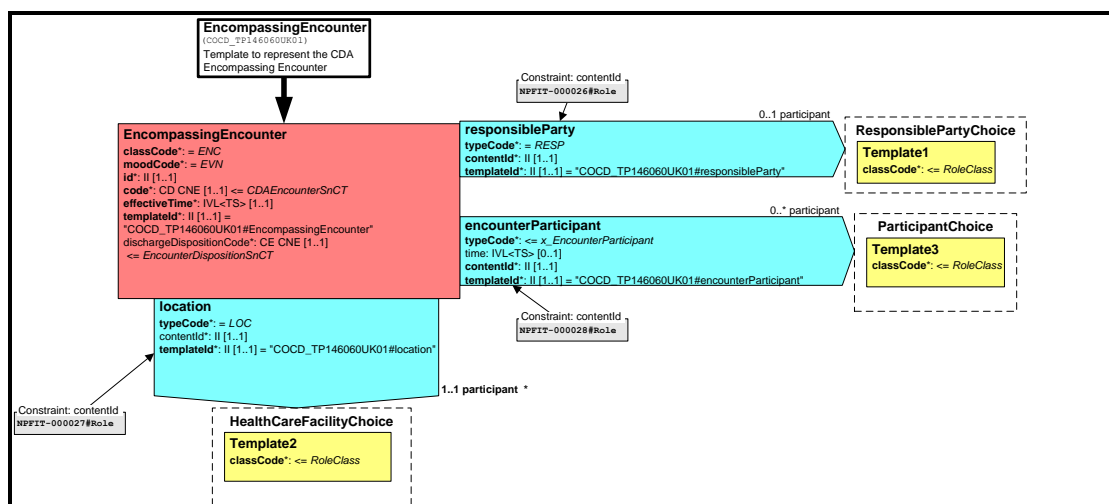 EncompassingEncounter
(COCD_TP146060UK01)
Template to represent the CDA
Encompassing Encounter
Constraint: contentId
NPFIT-000026#Role
0..1 participant
EncompassingEncounter
classCode*: = ENC
moodCode*: = EVN
id*: II [1..1]
code*: CD CNE [1..1] <= CDAEncounterSnCT
effectiveTime*: IVL<TS> [1..1]
templateId*: II [1..1] =
"COCD_TP146060UK01#EncompassingEncounter"
dischargeDispositionCode*: CE CNE [1..1]
<= EncounterDispositionSnCT
responsibleParty
typeCode*: = RESP
contentId*: II [1..1]
templateId*: II [1..1] = "COCD_TP146060UK01#responsibleParty"
ResponsiblePartyChoice
Template1
classCode*: <= RoleClass
0..* participant
encounterParticipant
typeCode*: <= x_EncounterParticipant
time: IVL<TS> [0..1]
contentId*: II [1..1]
templateId*: II [1..1] = "COCD_TP146060UK01#encounterParticipant"
ParticipantChoice
Template3
classCode*: <= RoleClass
Constraint: contentId
NPFIT-000028#Role
location
typeCode*: = LOC
contentId*: II [1..1]
templateId*: II [1..1] = "COCD_TP146060UK01#location"
1..1 participant *
Constraint: contentId
NPFIT-000027#Role
HealthCareFacilityChoice
Template2
classCode*: <= RoleClass